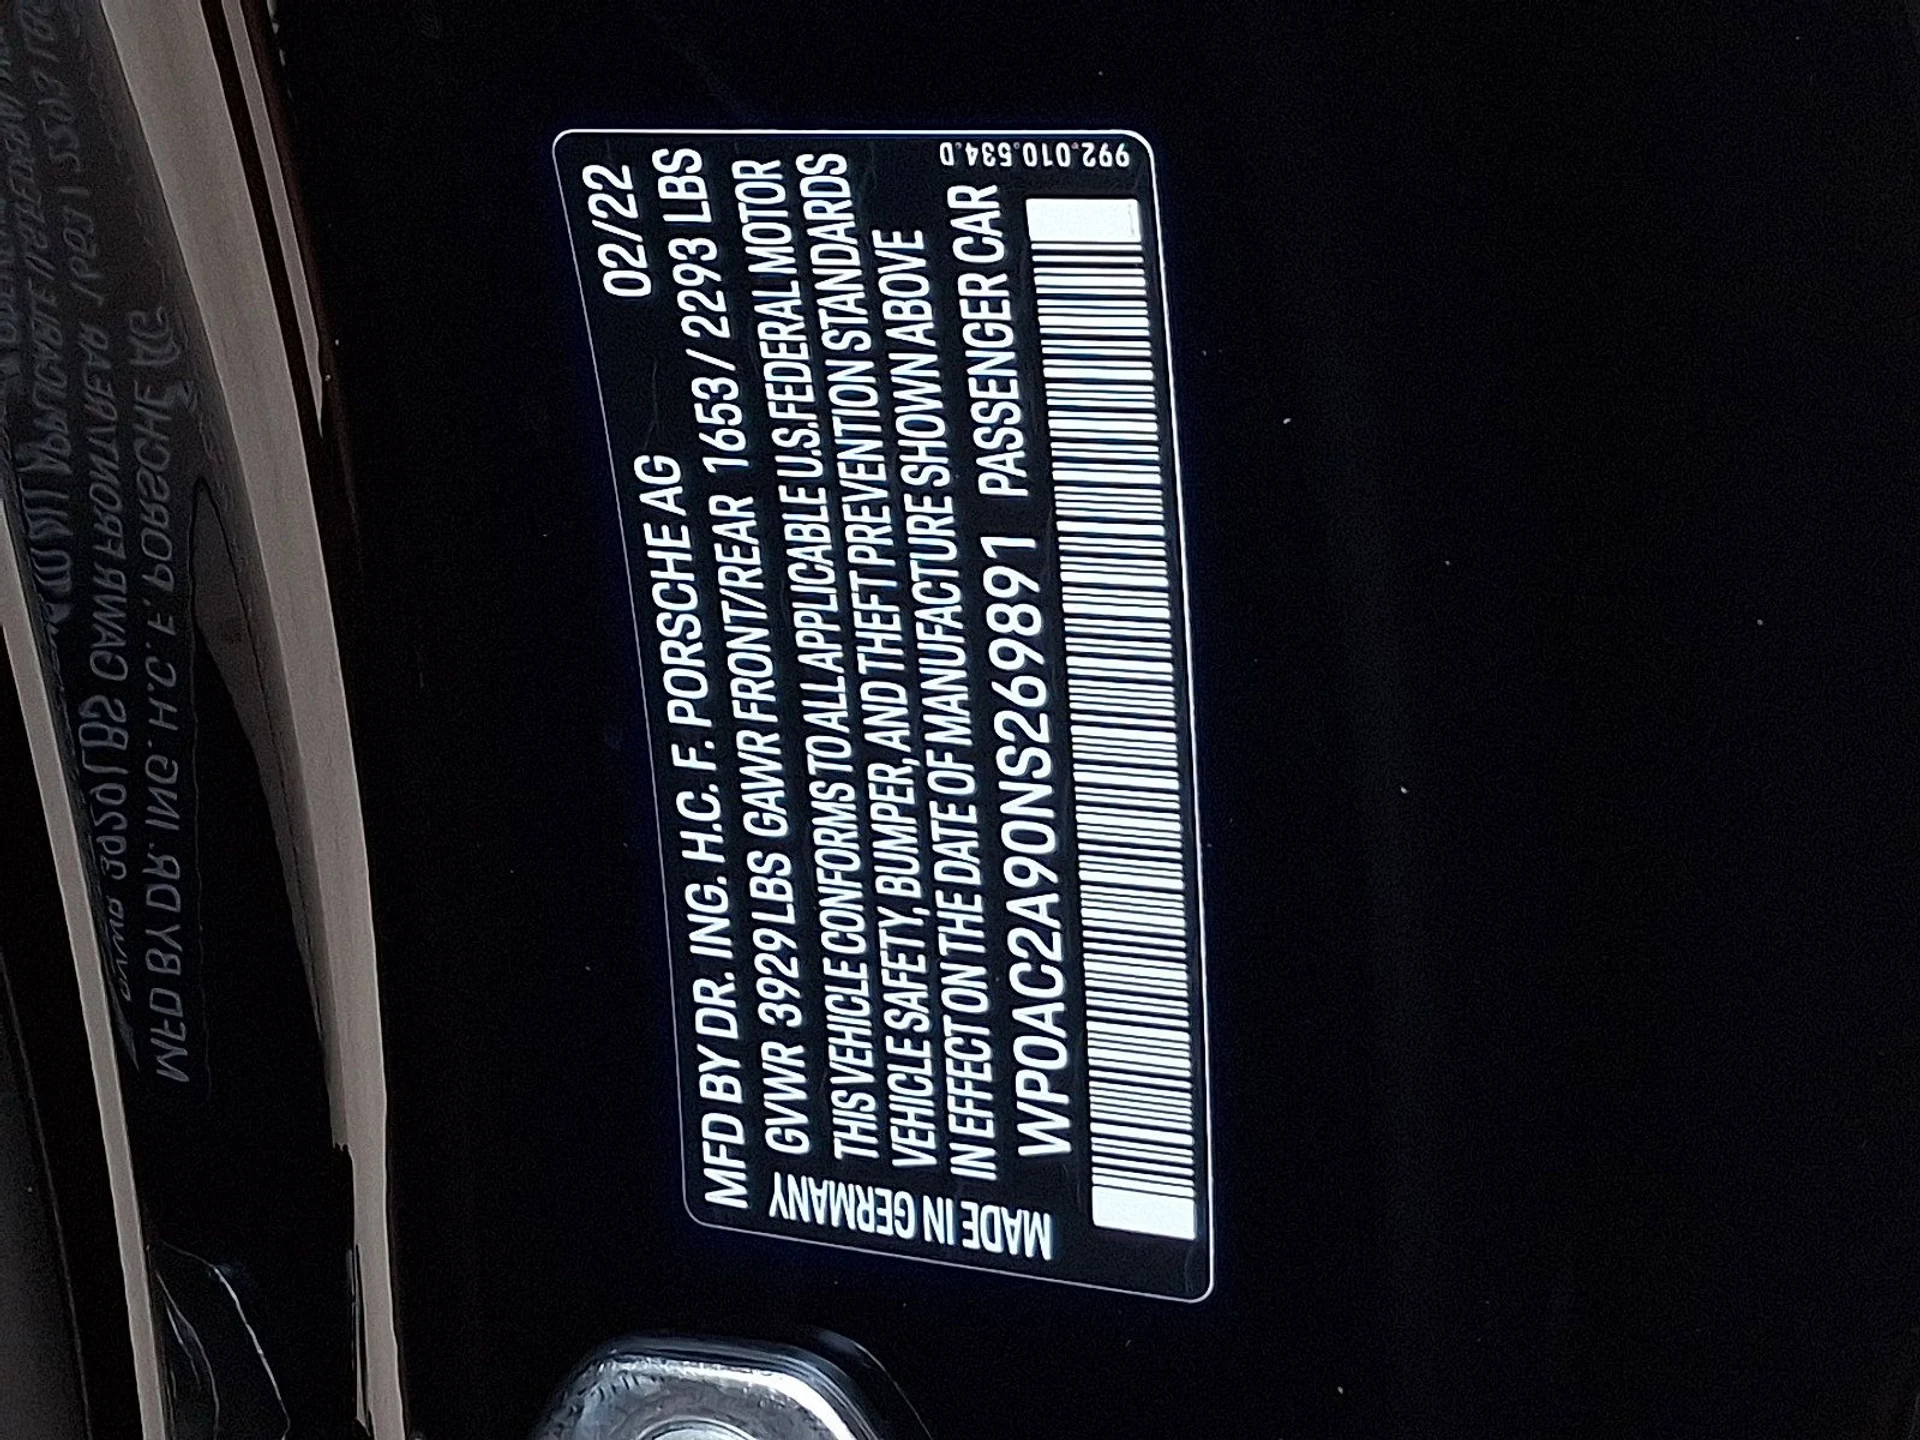 MFD BY DR. ING. H.C. F. PORSCHE AG 02/22
GVWR 3929 LBS GAWR FRONT/REAR 1653 / 2293 LBS
THIS VEHICLE CONFORMS TO ALL APPLICABLE U.S. FEDERAL MOTOR
VEHICLE SAFETY, BUMPER, AND THEFT PREVENTION STANDARDS
IN EFFECT ON THE DATE OF MANUFACTURE SHOWN ABOVE
WP0AC2A90NS269891 PASSENGER CAR
MADE IN GERMANY
992.010.534.D